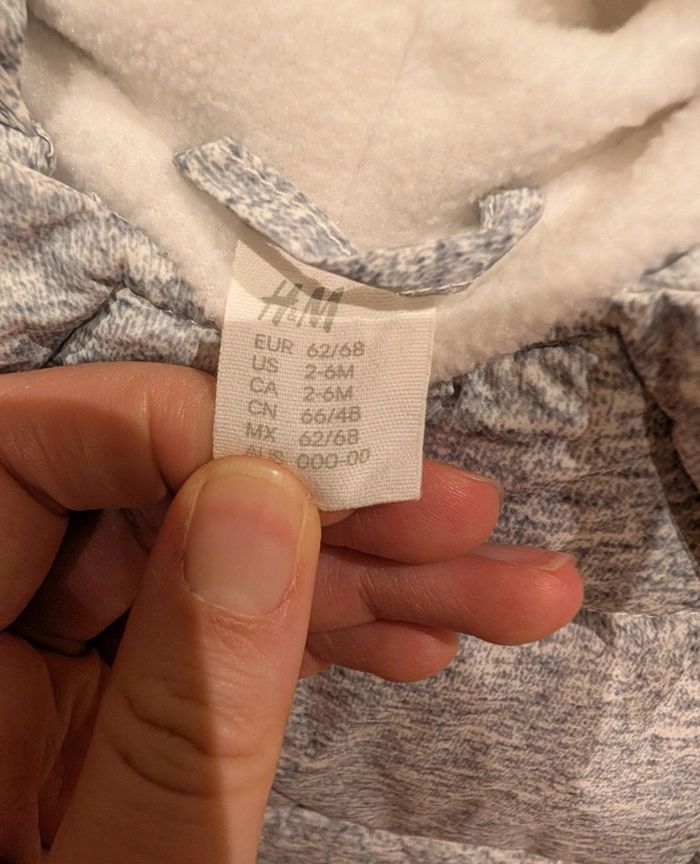 H&M
EUR 62/68
US 2-6M
CA 2-6M
CN 66/48
MX 62/68
AUS 000-00